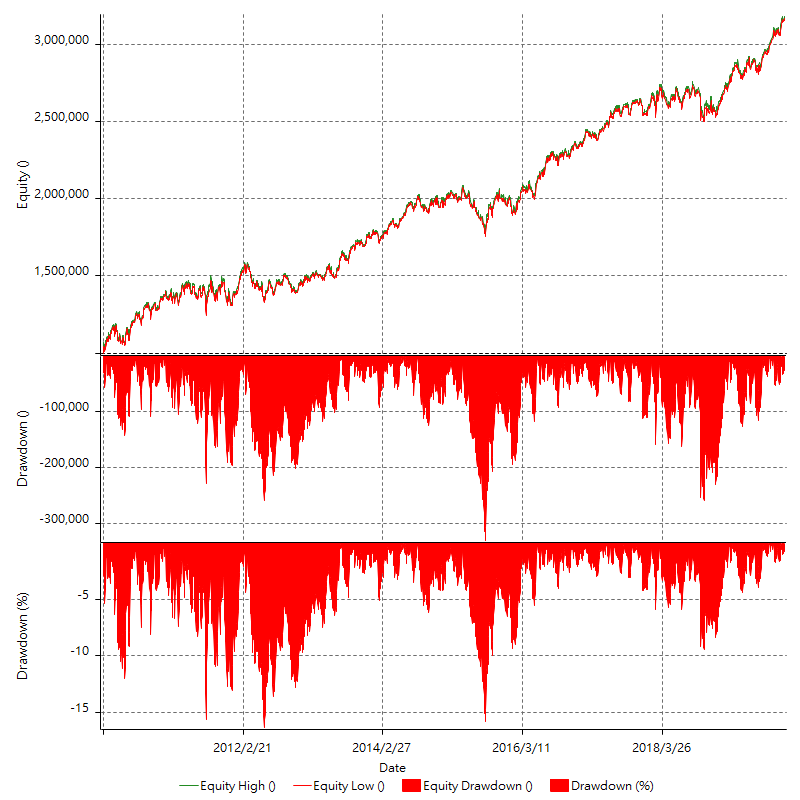 3,000,000
2,500,000
2,000,000
1,500,000
Equity ()
-100,000
-200,000
-300,000
Drawdown ()
-5
-10
-15
Drawdown (%)
2012/2/21 2014/2/27 2016/3/11 2018/3/26
Date
Equity High () Equity Low () Equity Drawdown () Drawdown (%)